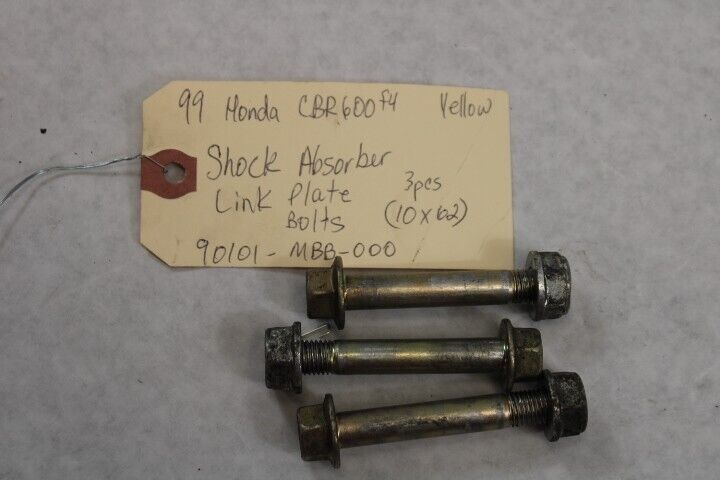 99 Honda CBR600F4 Yellow
Shock Absorber
Link Plate 3pcs
Bolts (10x62)
90101-MBB-000